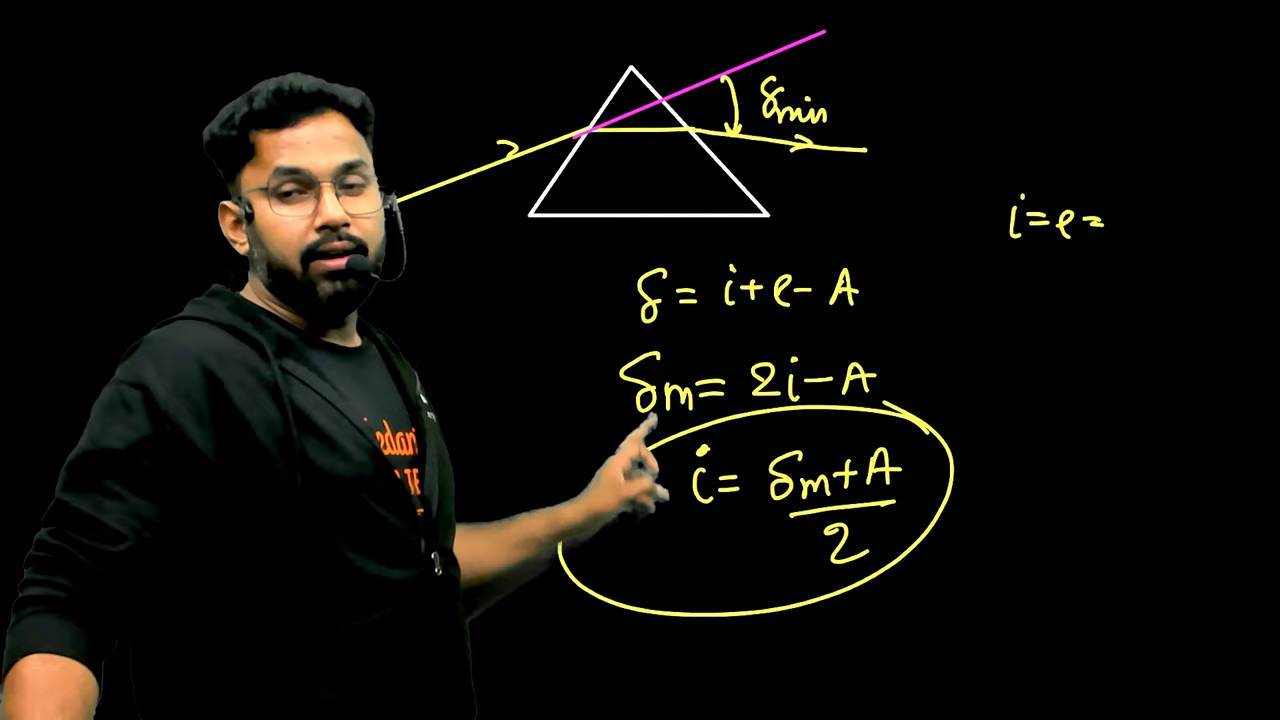 δmin
i=e=
δ = i+e-A
δm= 2i-A
i= δm+A
2